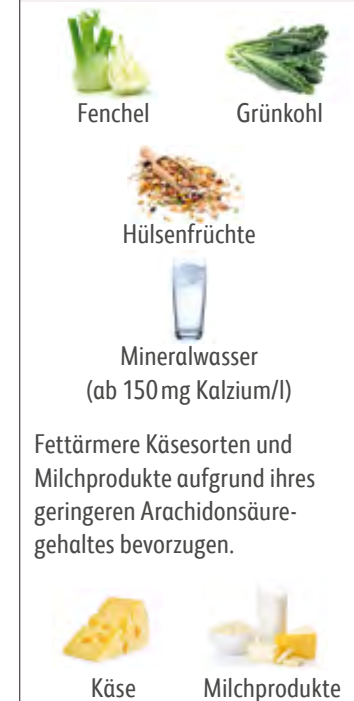 Fenchel Grünkohl
Hülsenfrüchte
Mineralwasser
(ab 150 mg Kalzium/l)
Fettärmere Käsesorten und
Milchprodukte aufgrund ihres
geringeren Arachidonsäure-
gehaltes bevorzugen.
Käse Milchprodukte